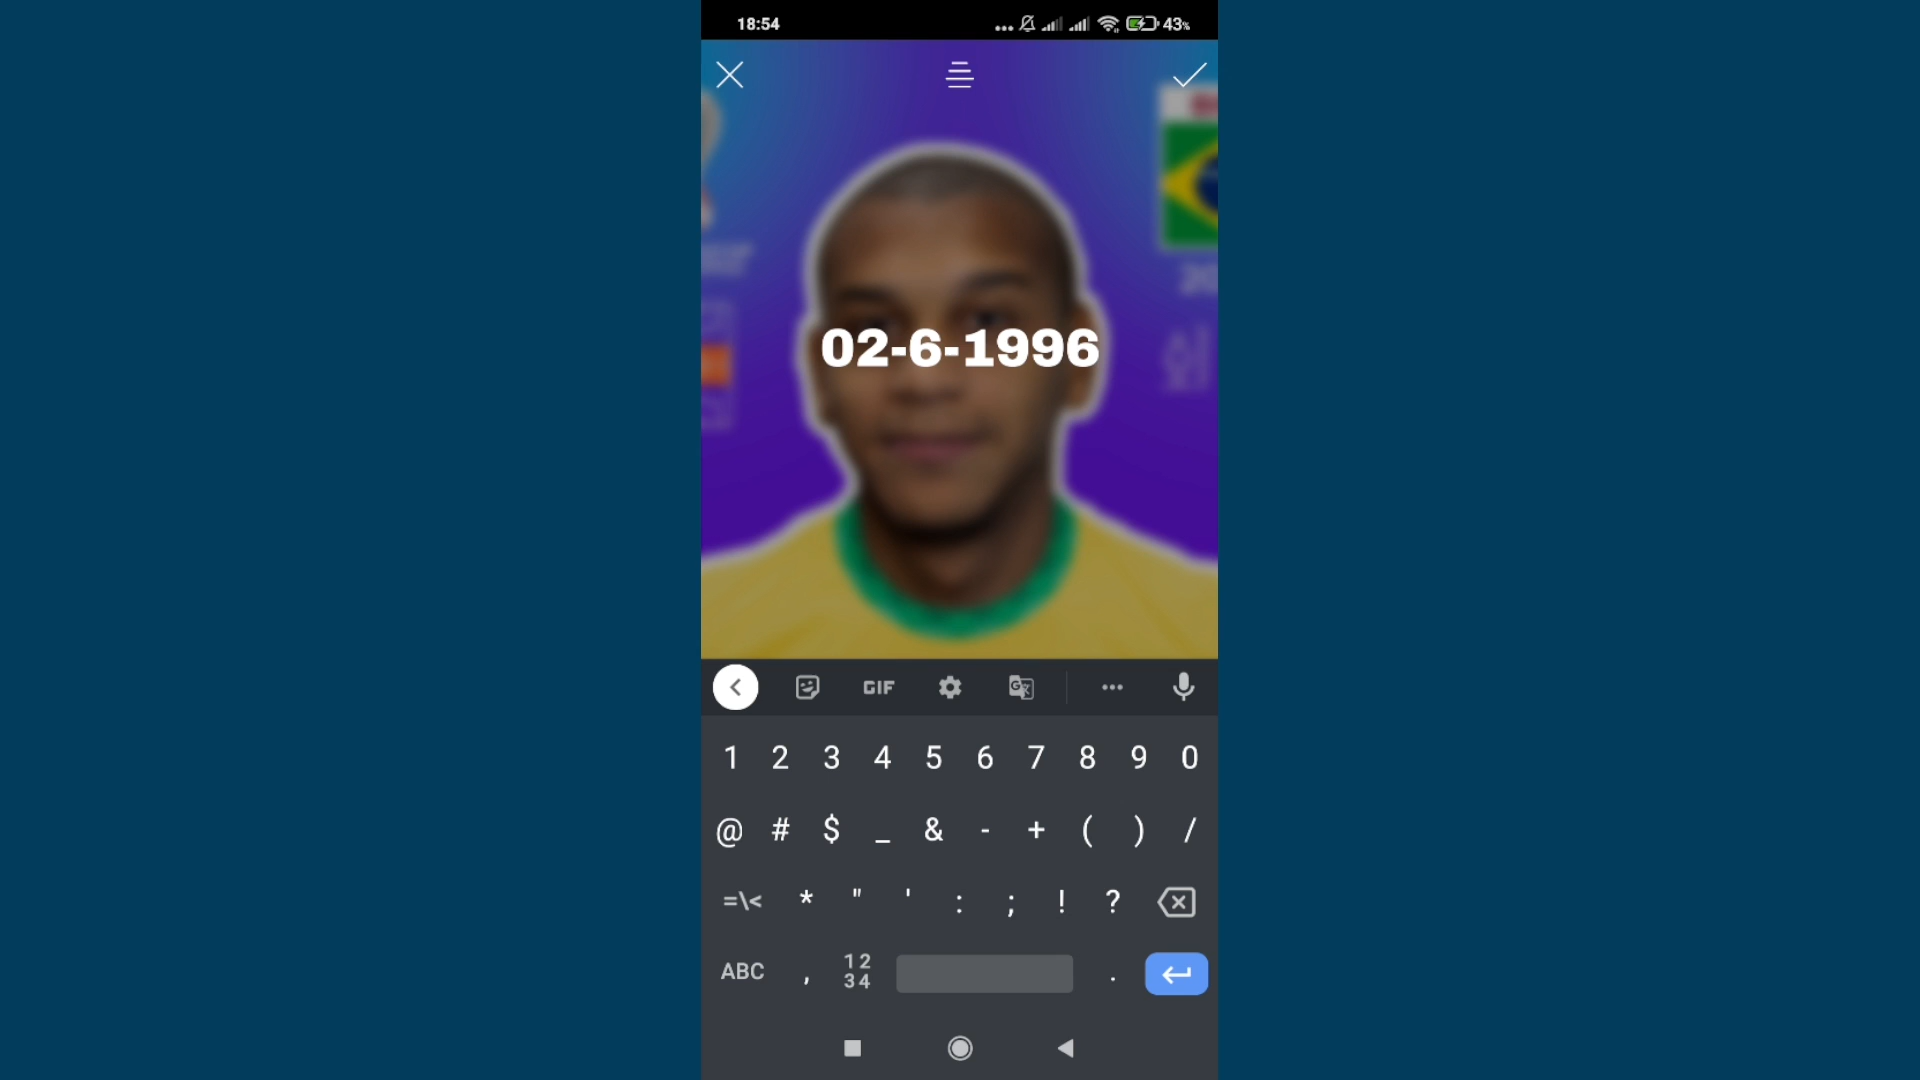 18:54
43%
02-6-1996
GIF
1 2 3 4 5 6 7 8 9 0
@ # $ _ & - + ( ) /
=\< * " ' : ; ! ?
ABC , 12 34 .